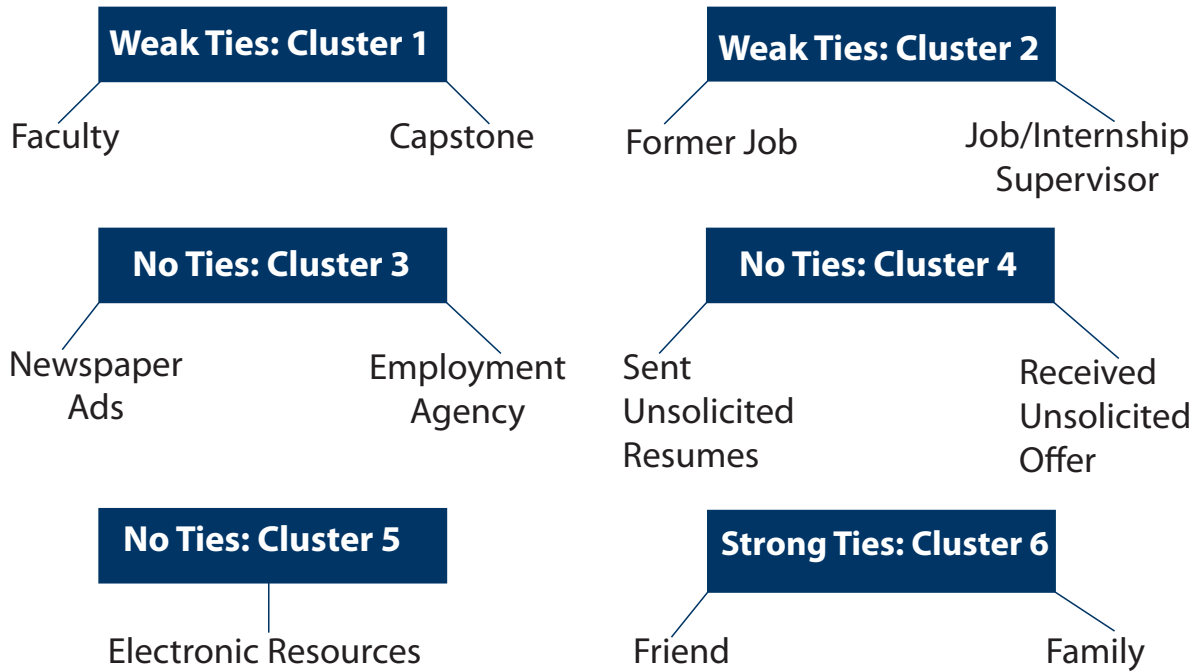 Weak Ties: Cluster 1
Faculty
Capstone
Weak Ties: Cluster 2
Former Job
Job/Internship
Supervisor
No Ties: Cluster 3
Newspaper
Ads
Employment
Agency
No Ties: Cluster 4
Sent
Unsolicited
Resumes
Received
Unsolicited
Offer
No Ties: Cluster 5
Electronic Resources
Strong Ties: Cluster 6
Friend
Family